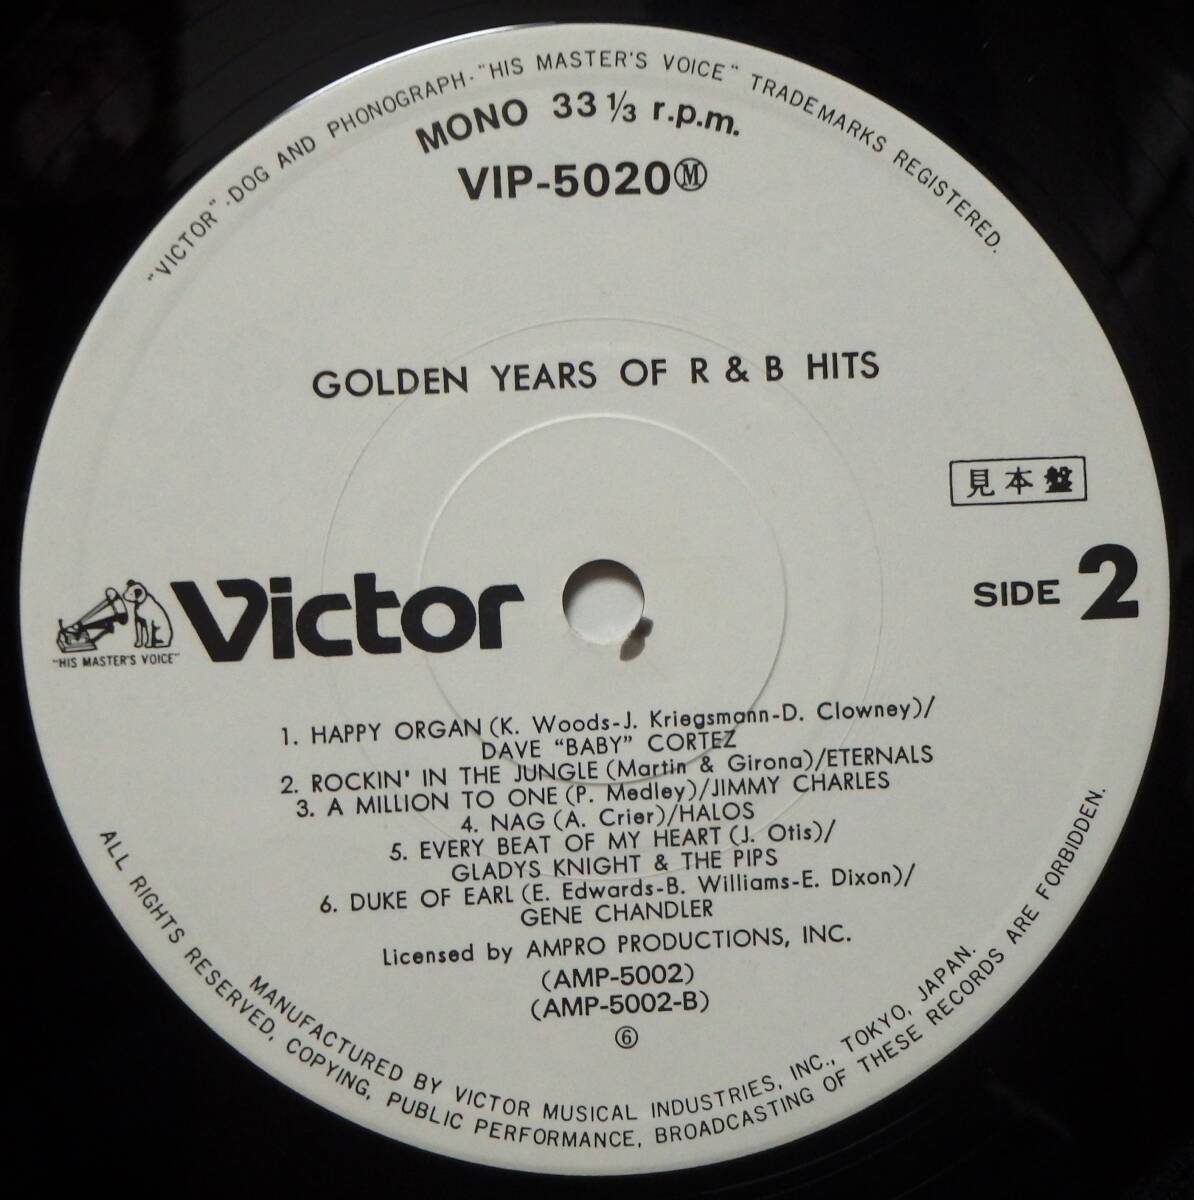 "VICTOR"-DOG AND PHONOGRAPH-"HIS MASTER'S VOICE" TRADEMARKS REGISTERED.
MONO 33 1/3 r.p.m.
VIP-5020Ⓜ
GOLDEN YEARS OF R & B HITS
見本盤
SIDE 2
Victor
"HIS MASTER'S VOICE"
1. HAPPY ORGAN (K. Woods-J. Kriegsmann-D. Clowney)/
DAVE "BABY" CORTEZ
2. ROCKIN' IN THE JUNGLE (Martin & Girona)/ETERNALS
3. A MILLION TO ONE (P. Medley)/JIMMY CHARLES
4. NAG (A. Crier)/HALOS
5. EVERY BEAT OF MY HEART (J. Otis)/
GLADYS KNIGHT & THE PIPS
6. DUKE OF EARL (E. Edwards-B. Williams-E. Dixon)/
GENE CHANDLER
Licensed by AMPRO PRODUCTIONS, INC.
(AMP-5002)
(AMP-5002-B)
⑥
MANUFACTURED BY VICTOR MUSICAL INDUSTRIES, INC., TOKYO, JAPAN.
ALL RIGHTS RESERVED, COPYING, PUBLIC PERFORMANCE, BROADCASTING OF THESE RECORDS ARE FORBIDDEN.